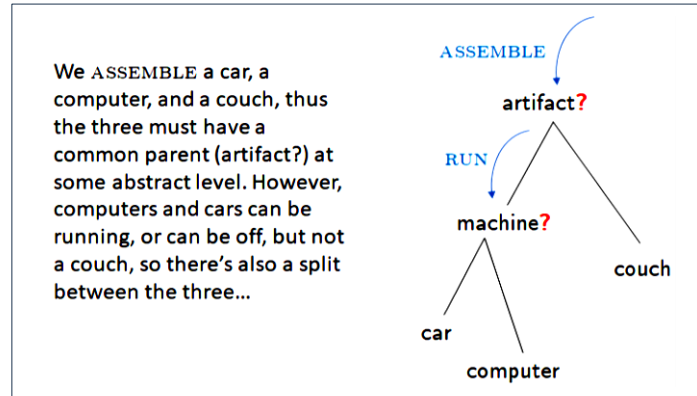 We ASSEMBLE a car, a
computer, and a couch, thus
the three must have a
common parent (artifact?) at
some abstract level. However,
computers and cars can be
running, or can be off, but not
a couch, so there's also a split
between the three...
ASSEMBLE
artifact?
RUN
machine?
couch
car
computer